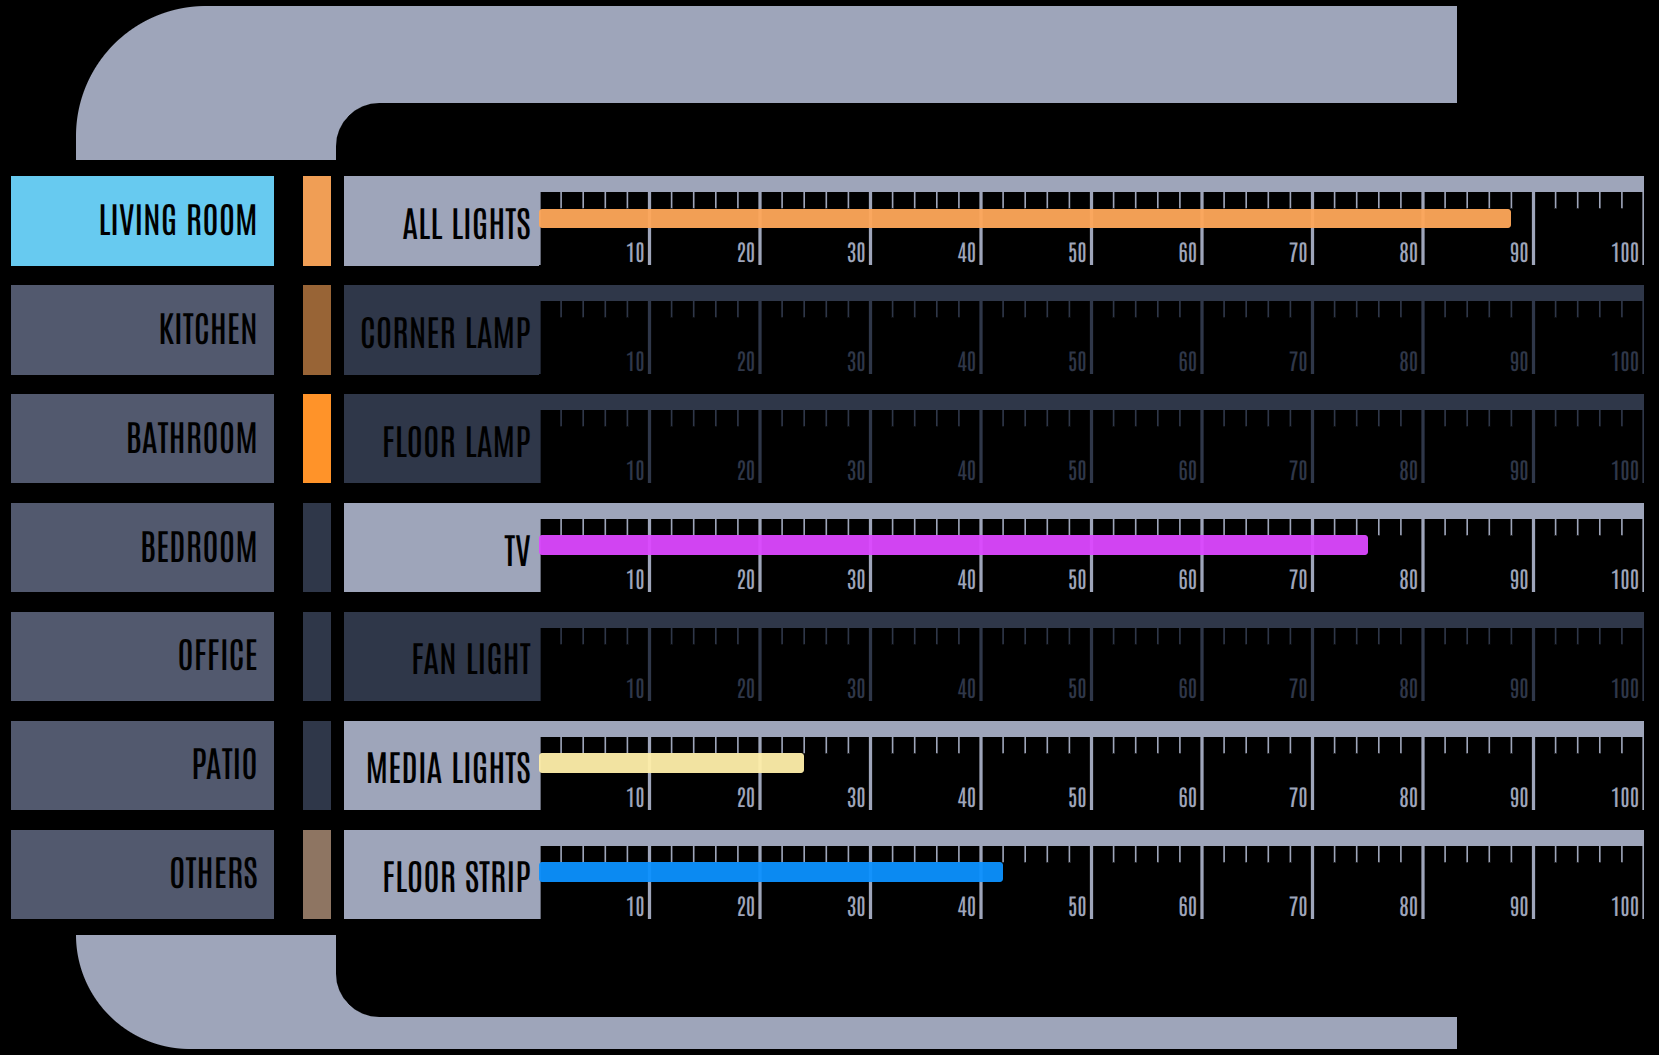 LIVING ROOM
ALL LIGHTS
10 20 30 40 50 60 70 80 90 100
KITCHEN
CORNER LAMP
10 20 30 40 50 60 70 80 90 100
BATHROOM
FLOOR LAMP
10 20 30 40 50 60 70 80 90 100
BEDROOM
TV
10 20 30 40 50 60 70 80 90 100
OFFICE
FAN LIGHT
10 20 30 40 50 60 70 80 90 100
PATIO
MEDIA LIGHTS
10 20 30 40 50 60 70 80 90 100
OTHERS
FLOOR STRIP
10 20 30 40 50 60 70 80 90 100